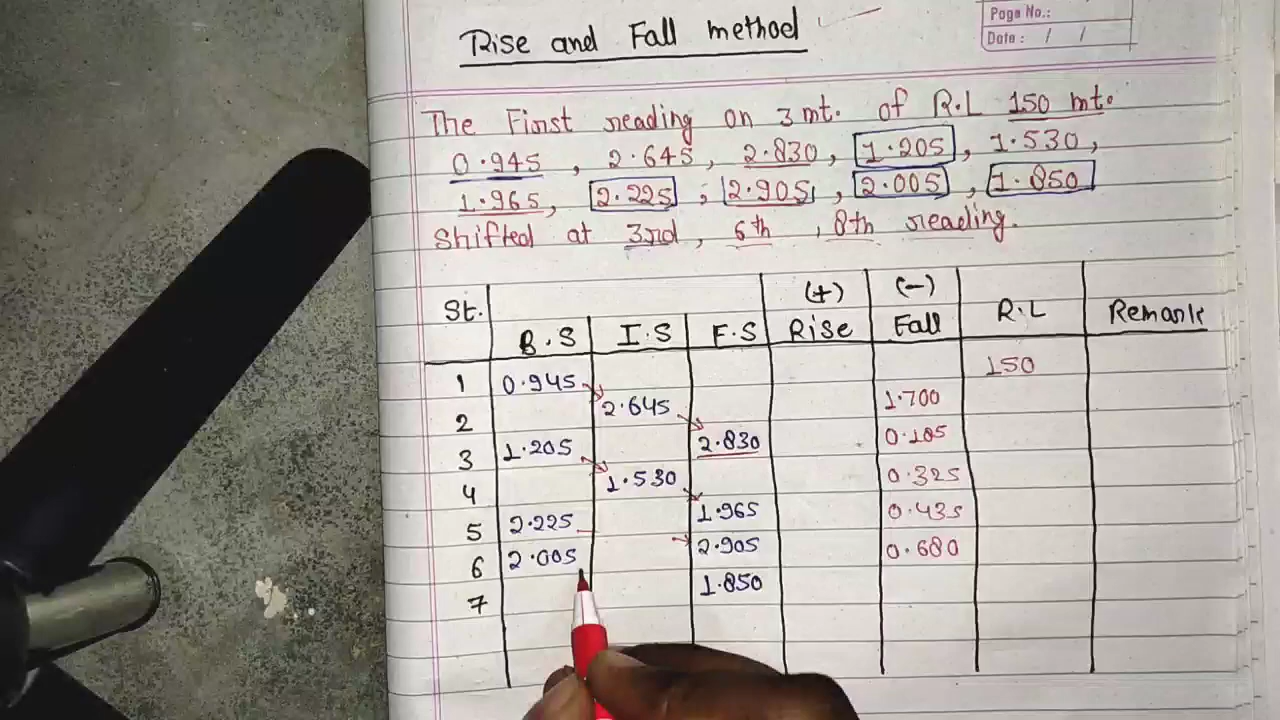 Page No.:
Date : / /
Rise and Fall method
The First reading on 3 mt. of R.L 150 mt.
0.945 , 2.645, 2.830, 1.205, 1.530,
1.965, 2.225, 2.905, 2.005, 1.850
Shifted at 3rd, 6th , 8th reading.
St. B.S I.S F.S (+) Rise (-) Fall R.L Remark
1 0.945 150
2 2.645 1.700
3 1.205 2.830 0.185
4 1.530 0.325
5 2.225 1.965 0.435
6 2.005 2.905 0.680
7 1.850